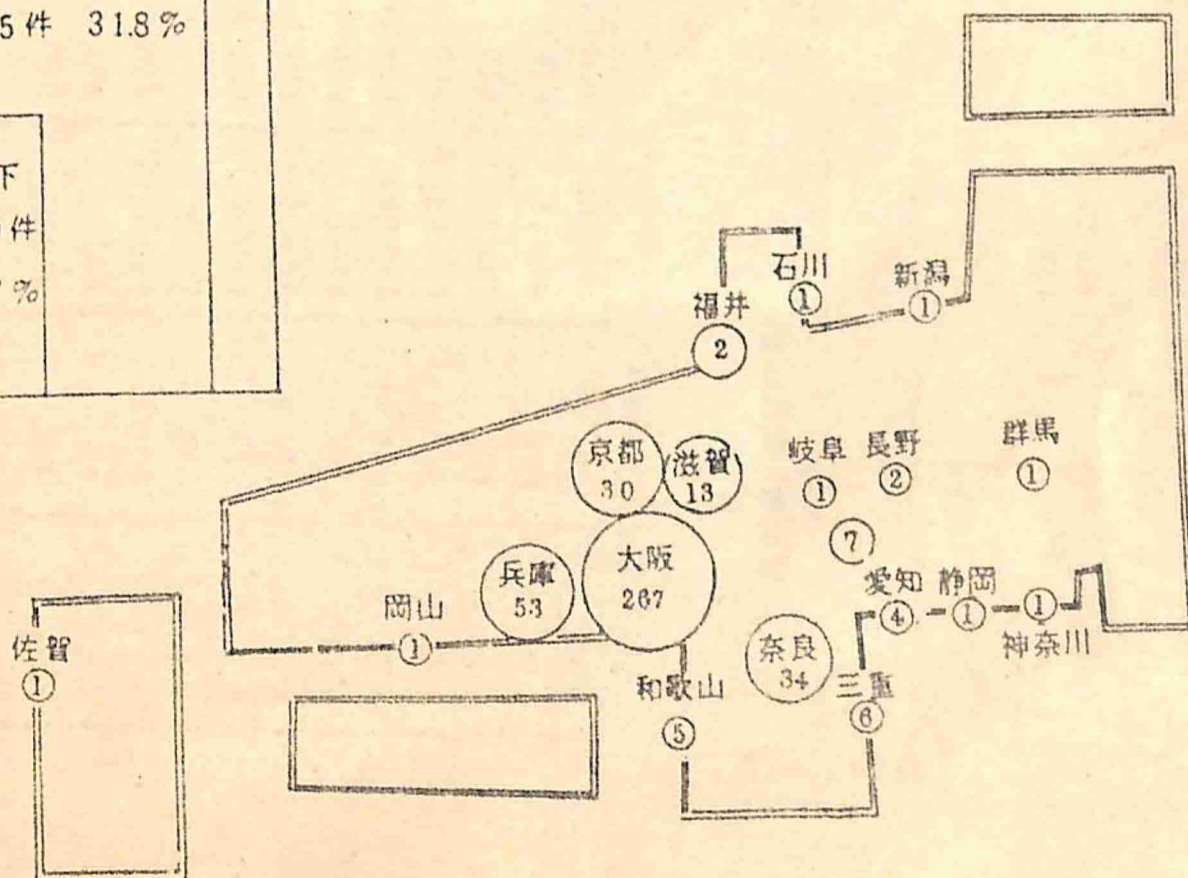 5件 31.8%
下
件
%
石川
①
新潟
①
福井
②
京都
30
滋賀
13
岐阜
①
長野
②
群馬
①
⑦
大阪
267
兵庫
53
愛知
④
静岡
①
①
神奈川
岡山
①
佐賀
①
奈良
34
三重
⑥
和歌山
⑤